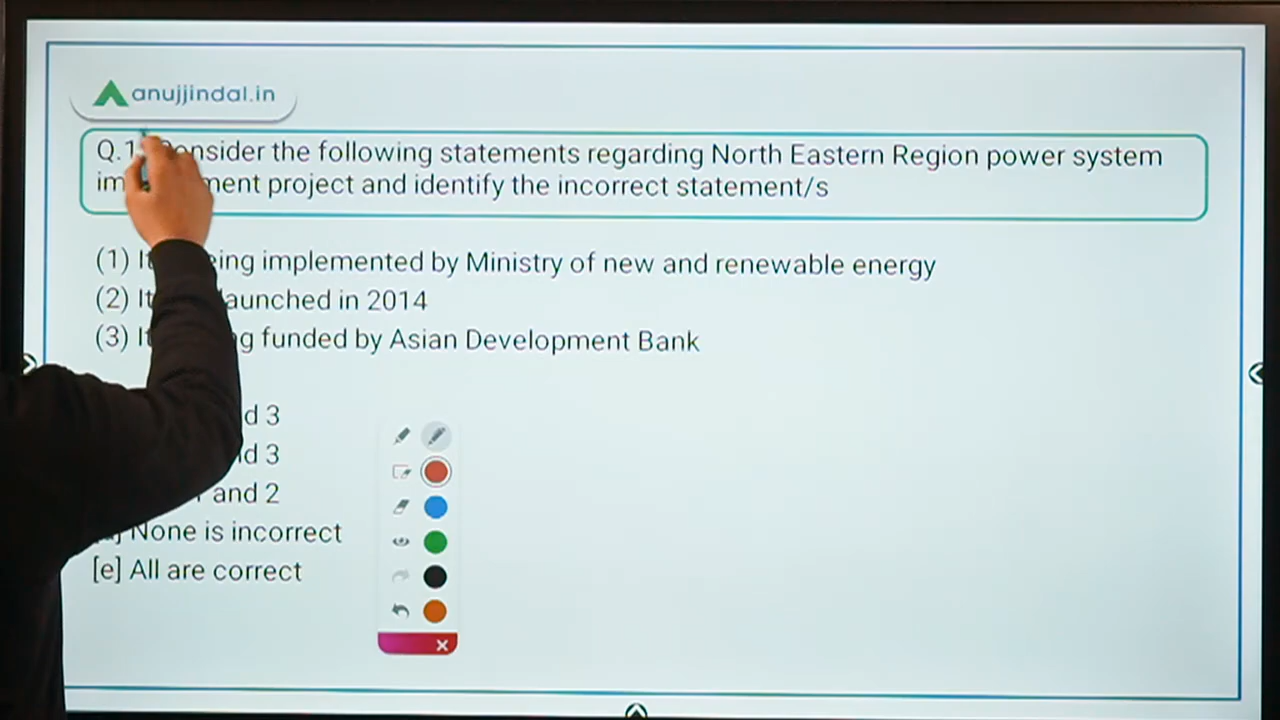 anujjindal.in
Q.1 Consider the following statements regarding North Eastern Region power system
im ment project and identify the incorrect statement/s
(1) It being implemented by Ministry of new and renewable energy
(2) It launched in 2014
(3) It funded by Asian Development Bank
d 3
d 3
and 2
None is incorrect
[e] All are correct